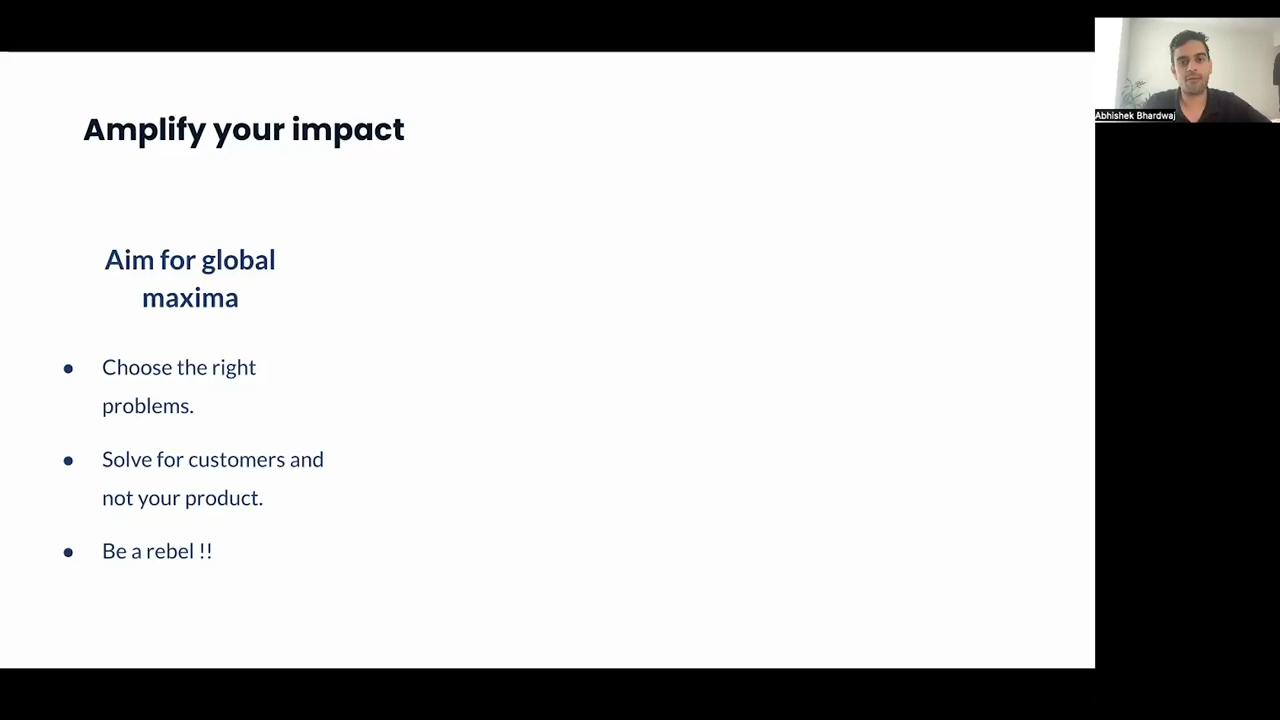 Amplify your impact
Aim for global
maxima
● Choose the right
problems.
● Solve for customers and
not your product.
● Be a rebel !!
Abhishek Bhardwaj